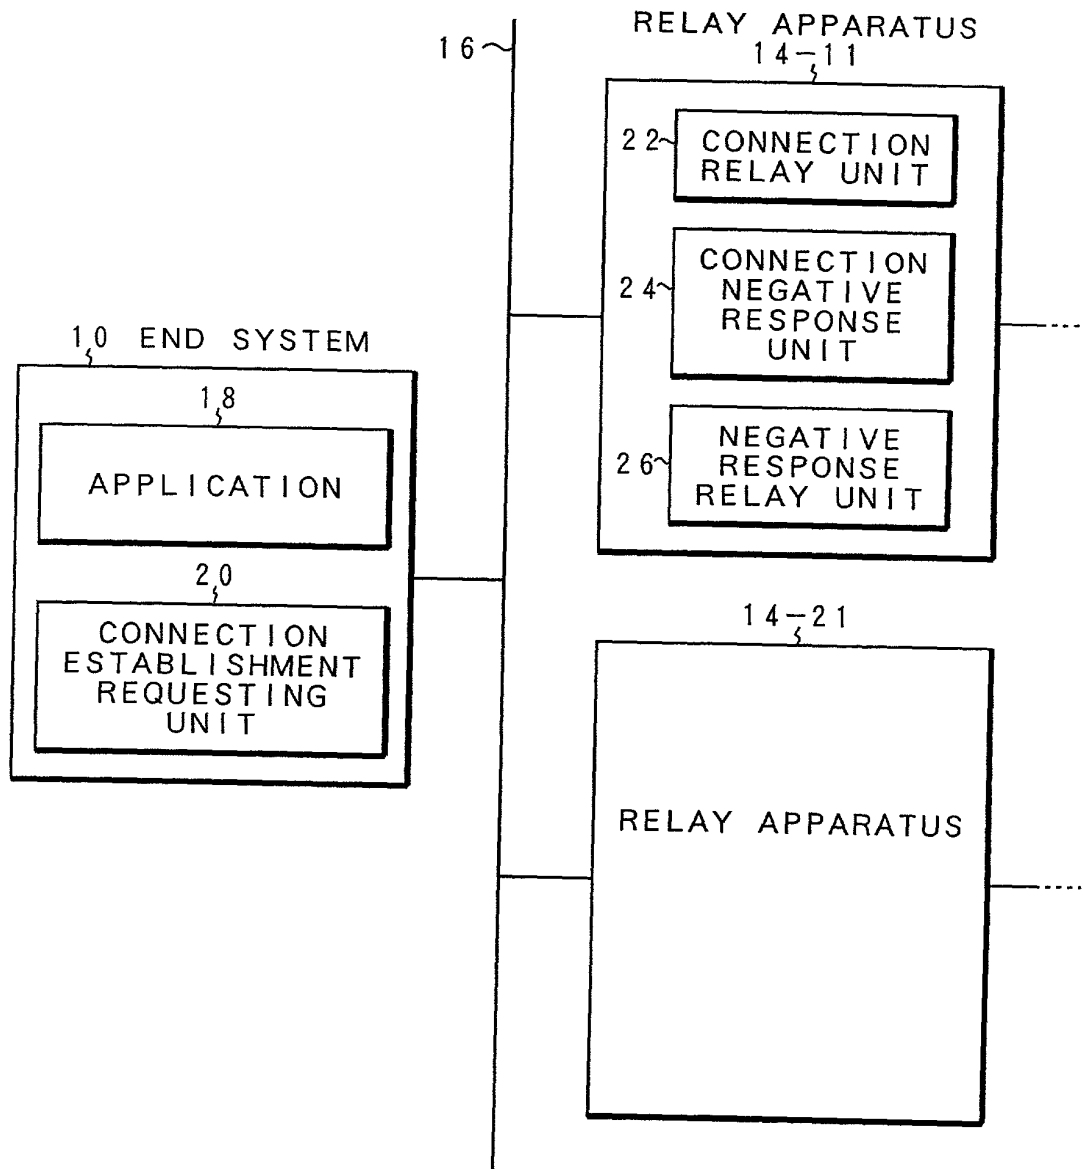 16
RELAY APPARATUS
14-11
22
CONNECTION
RELAY UNIT
24
CONNECTION
NEGATIVE
RESPONSE
UNIT
26
NEGATIVE
RESPONSE
RELAY UNIT
10 END SYSTEM
18
APPLICATION
20
CONNECTION
ESTABLISHMENT
REQUESTING
UNIT
14-21
RELAY APPARATUS